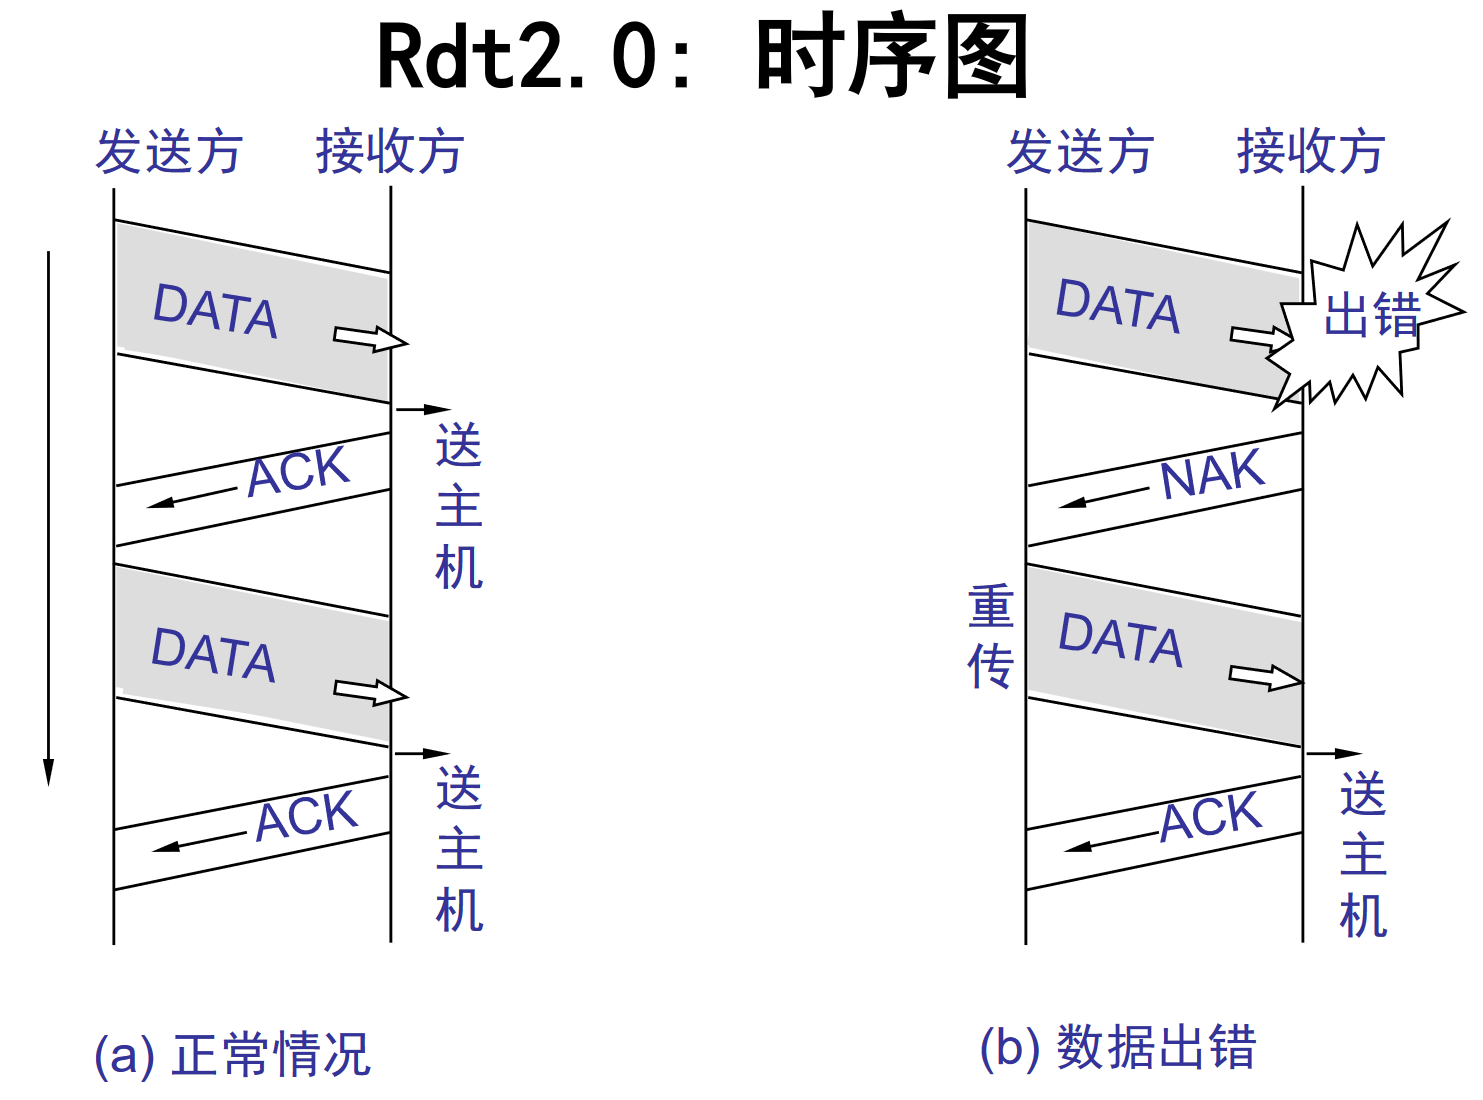 Rdt2.0: 时序图
发送方 接收方
DATA
送主机
ACK
DATA
送主机
ACK
(a) 正常情况
发送方 接收方
DATA
出错
NAK
重传
DATA
送主机
ACK
(b) 数据出错